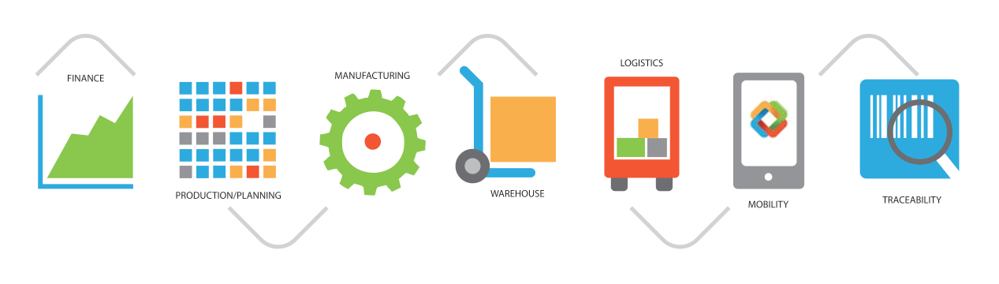 FINANCE
PRODUCTION/PLANNING
MANUFACTURING
WAREHOUSE
LOGISTICS
MOBILITY
TRACEABILITY